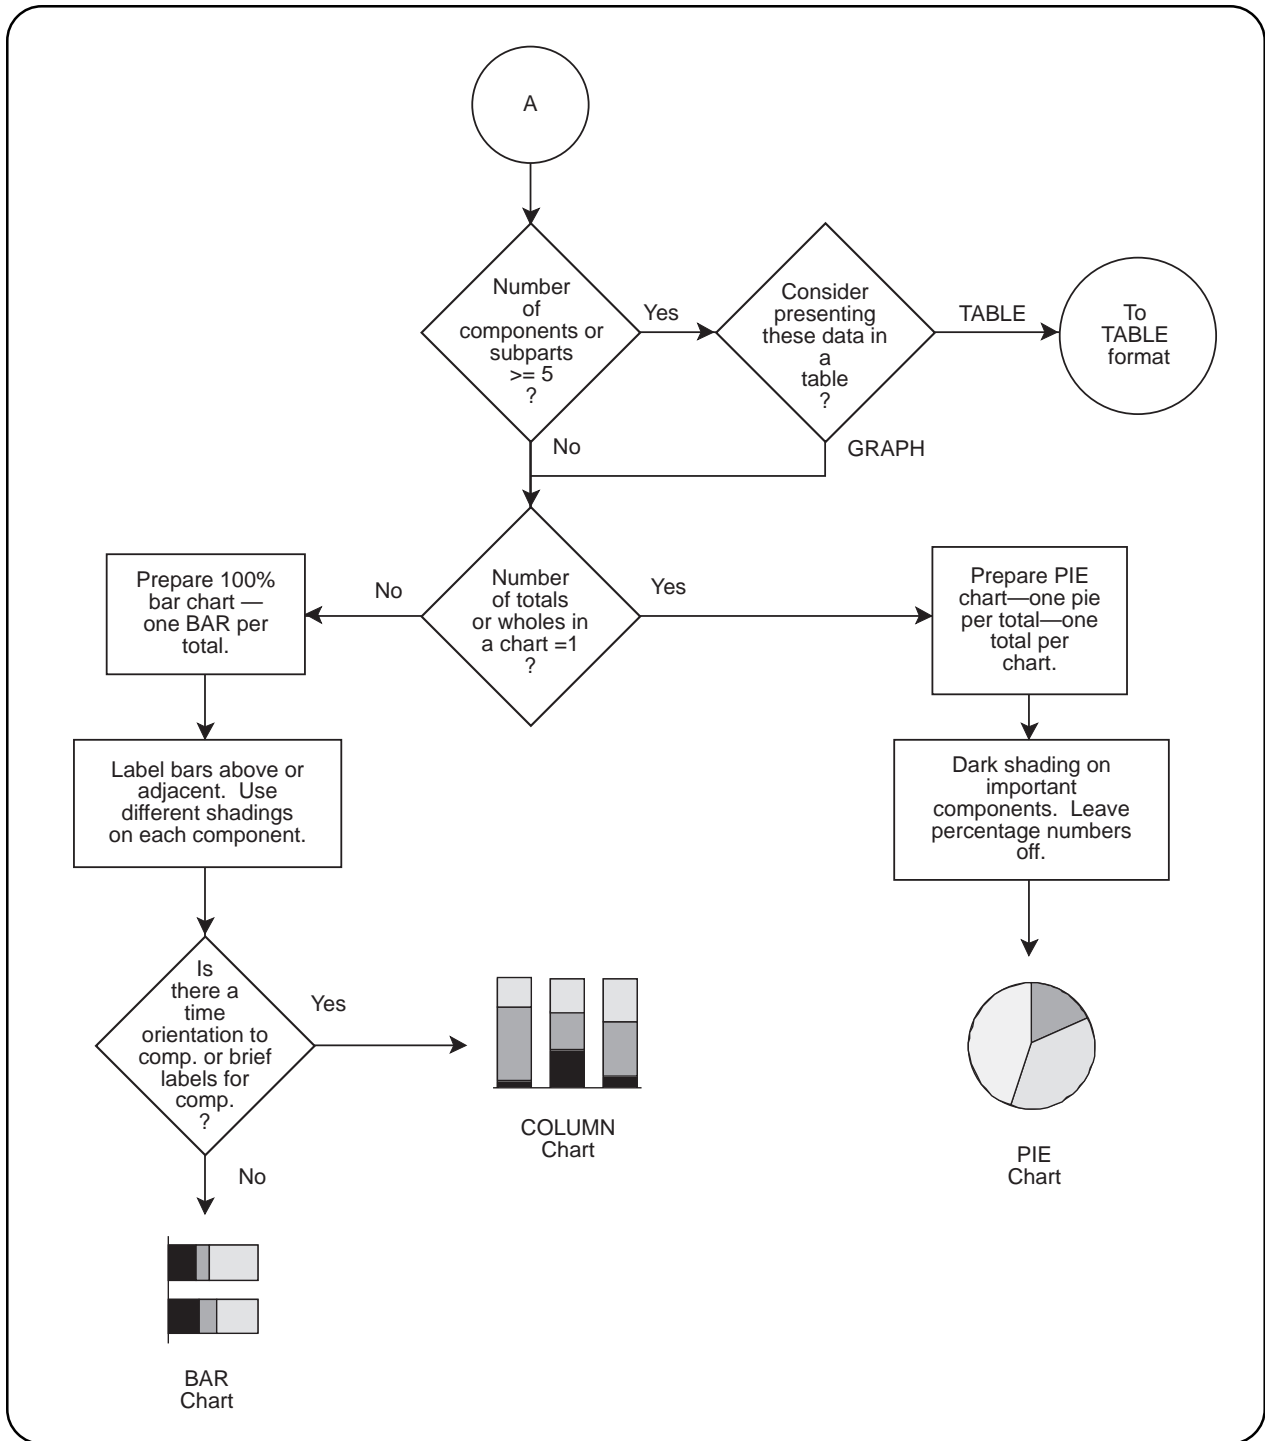 A
Number
of
components or
subparts
>= 5
?
Yes
Consider
presenting
these data in
a
table
?
TABLE
To
TABLE
format
No
GRAPH
Number
of totals
or wholes in
a chart =1
?
No
Yes
Prepare 100%
bar chart —
one BAR per
total.
Prepare PIE
chart—one pie
per total—one
total per
chart.
Label bars above or
adjacent. Use
different shadings
on each component.
Dark shading on
important
components. Leave
percentage numbers
off.
Is
there a
time
orientation to
comp. or brief
labels for
comp.
?
Yes
No
COLUMN
Chart
PIE
Chart
BAR
Chart